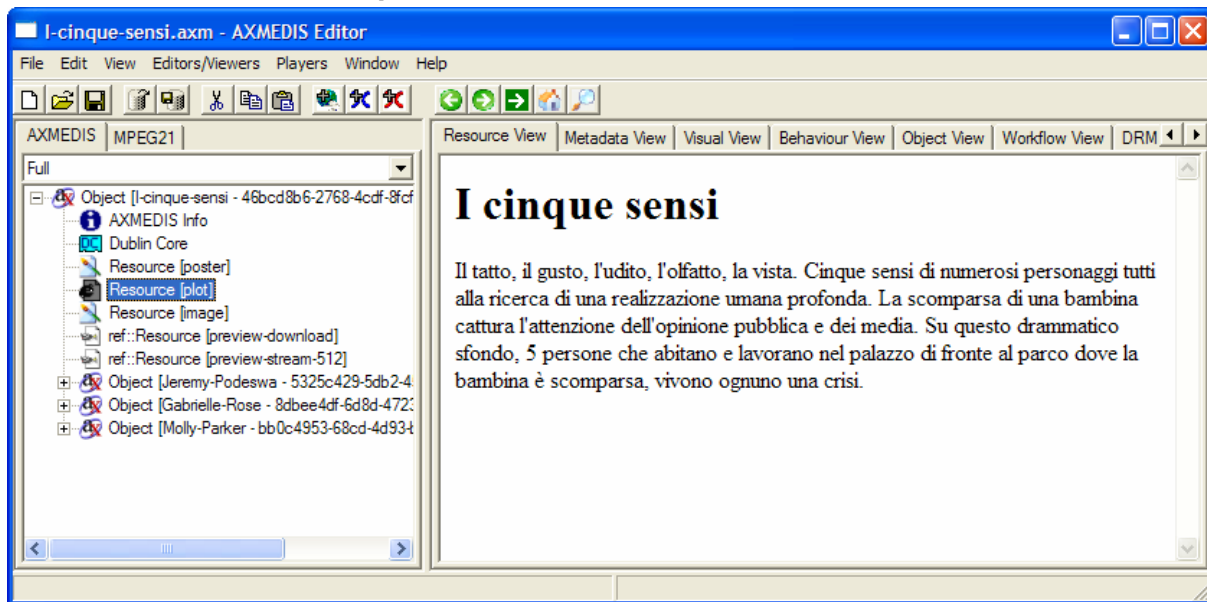 I-cinque-sensi.axm - AXMEDIS Editor
File Edit View Editors/Viewers Players Window Help
AXMEDIS MPEG21
Resource View Metadata View Visual View Behaviour View Object View Workflow View DRM
Full
Object [I-cinque-sensi - 46bcd8b6-2768-4cdf-8fcf
AXMEDIS Info
DC Dublin Core
Resource [poster]
Resource [plot]
Resource [image]
ref::Resource [preview-download]
ref::Resource [preview-stream-512]
Object [Jeremy-Podeswa - 5325c429-5db2-4
Object [Gabrielle-Rose - 8dbee4df-6d8d-4723
Object [Molly-Parker - bb0c4953-68cd-4d93-b
I cinque sensi
Il tatto, il gusto, l'udito, l'olfatto, la vista. Cinque sensi di numerosi personaggi tutti
alla ricerca di una realizzazione umana profonda. La scomparsa di una bambina
cattura l'attenzione dell'opinione pubblica e dei media. Su questo drammatico
sfondo, 5 persone che abitano e lavorano nel palazzo di fronte al parco dove la
bambina è scomparsa, vivono ognuno una crisi.